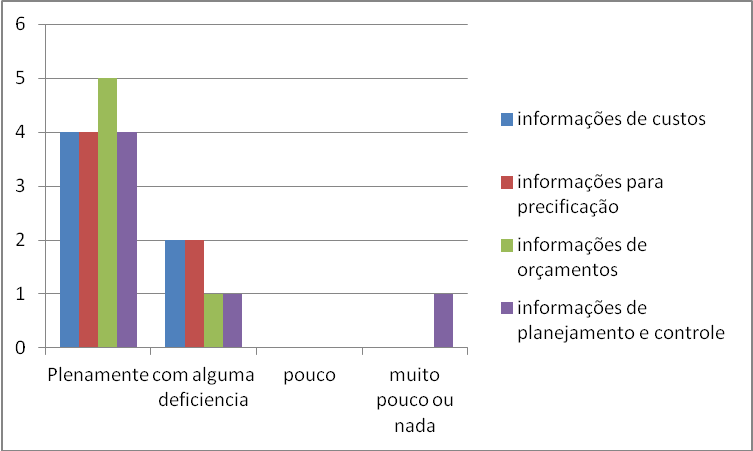 6
5
4
3
2
1
0
Plenamente
com alguma
deficiencia
pouco
muito
pouco ou
nada
informações de custos
informações para
precificação
informações de
orçamentos
informações de
planejamento e controle